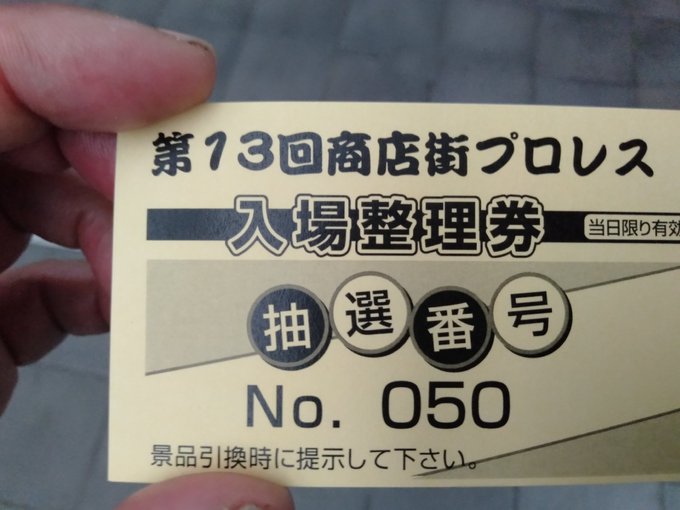 第13回商店街プロレス
入場整理券
当日限り有効
抽選番号
No. 050
景品引換時に提示して下さい。